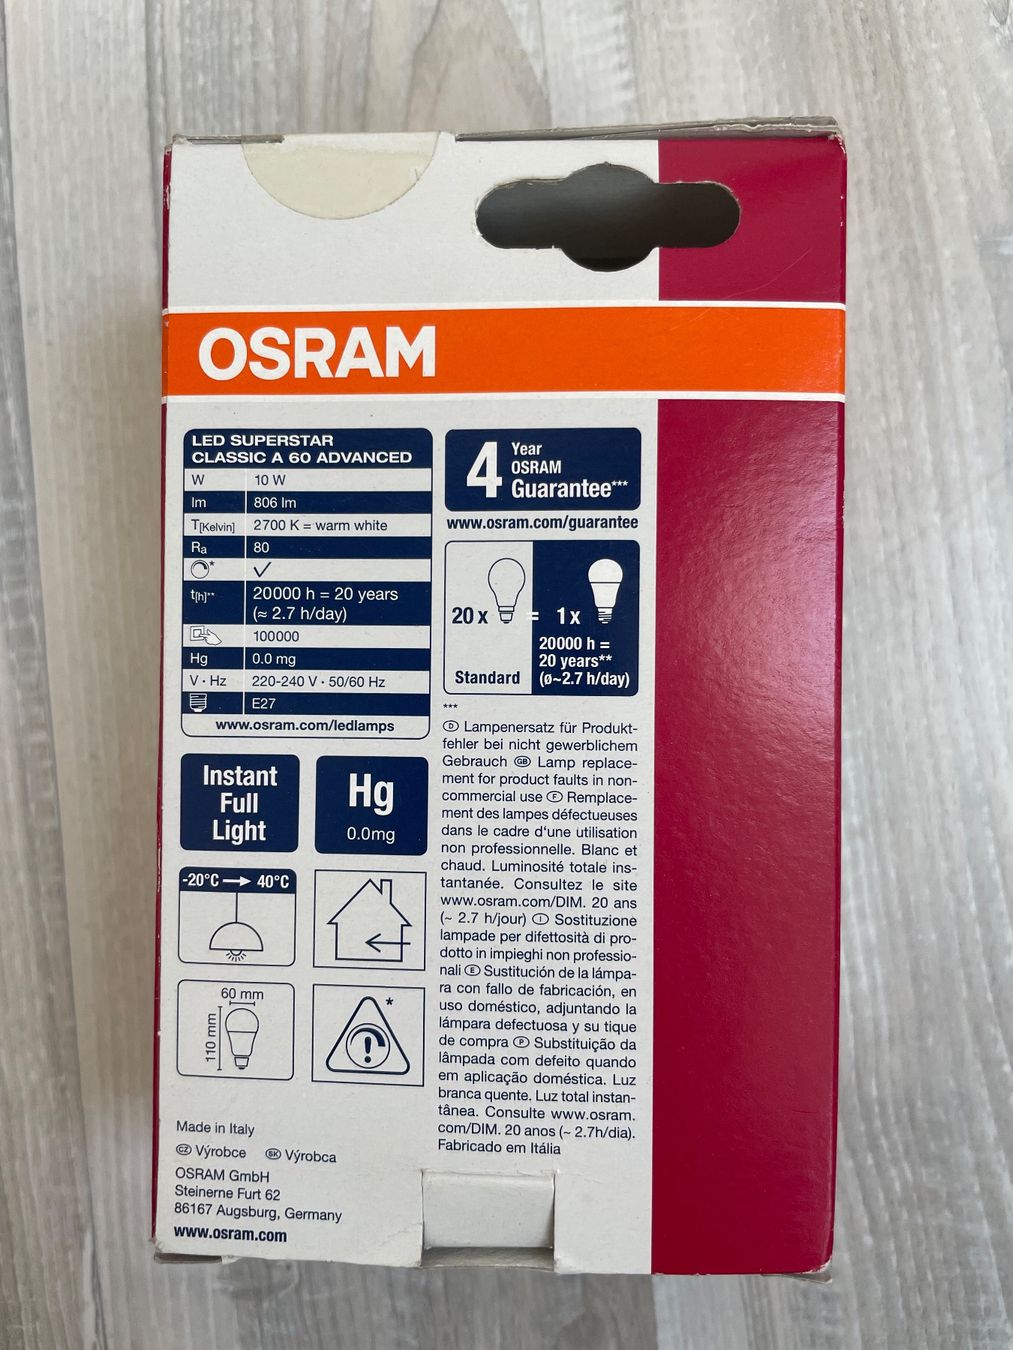 OSRAM
LED SUPERSTAR
CLASSIC A 60 ADVANCED
W 10 W
lm 806 lm
T[Kelvin] 2700 K = warm white
Ra 80
* ✓
t[h]** 20000 h = 20 years
(≈ 2.7 h/day)
100000
Hg 0.0 mg
V · Hz 220-240 V · 50/60 Hz
E27
www.osram.com/ledlamps
Instant
Full
Light
Hg
0.0mg
-20°C → 40°C
60 mm
110 mm
! *
Made in Italy
CZ Výrobce SK Výrobca
OSRAM GmbH
Steinerne Furt 62
86167 Augsburg, Germany
www.osram.com
4 Year
OSRAM
Guarantee***
www.osram.com/guarantee
20 x = 1 x
20000 h =
20 years**
Standard (ø~2.7 h/day)
***
D Lampenersatz für Produkt-
fehler bei nicht gewerblichem
Gebrauch GB Lamp replace-
ment for product faults in non-
commercial use F Remplace-
ment des lampes défectueuses
dans le cadre d'une utilisation
non professionnelle. Blanc et
chaud. Luminosité totale ins-
tantanée. Consultez le site
www.osram.com/DIM. 20 ans
(~ 2.7 h/jour) I Sostituzione
lampade per difettosità di pro-
dotto in impieghi non professio-
nali E Sustitución de la lámpa-
ra con fallo de fabricación, en
uso doméstico, adjuntando la
lámpara defectuosa y su tique
de compra P Substituição da
lâmpada com defeito quando
em aplicação doméstica. Luz
branca quente. Luz total instan-
tânea. Consulte www.osram.
com/DIM. 20 anos (~ 2.7h/dia).
Fabricado em Itália